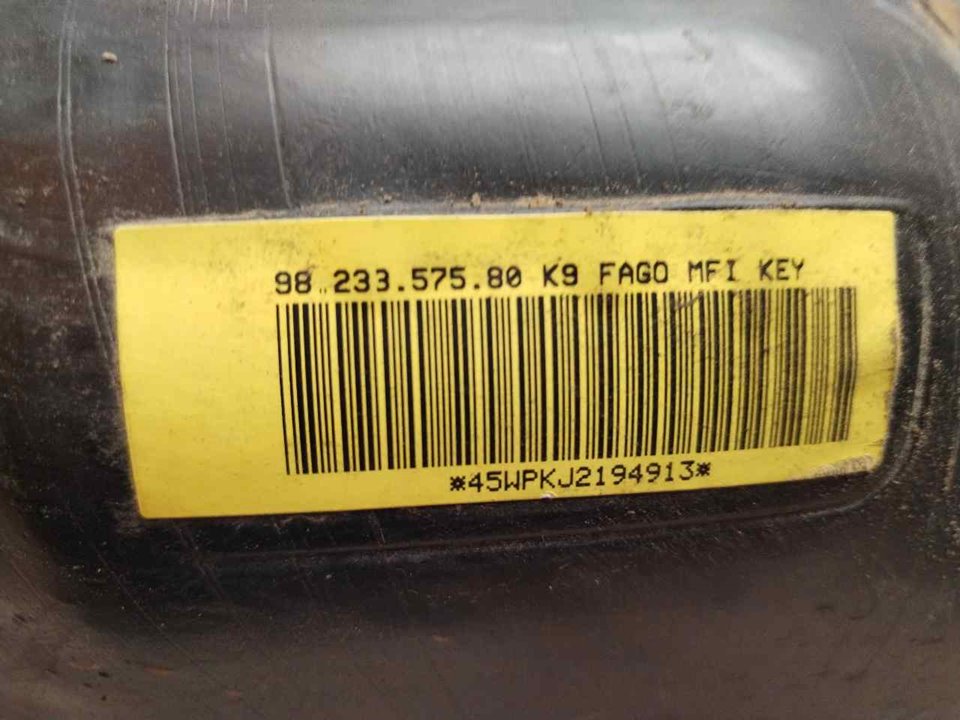 98.233.575.80 K9 FAGO MFI KEY
*45WPKJ2194913*